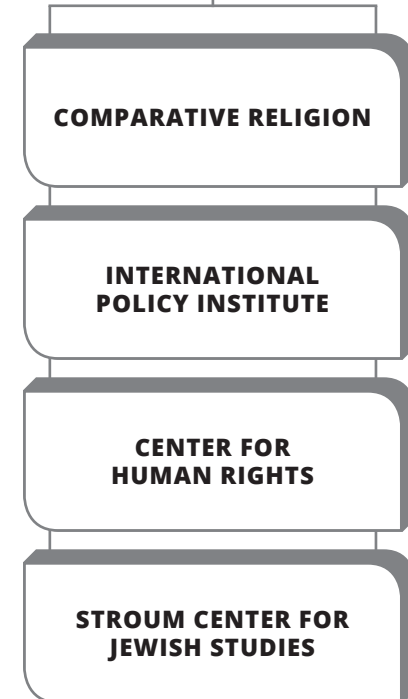 COMPARATIVE RELIGION
INTERNATIONAL
POLICY INSTITUTE
CENTER FOR
HUMAN RIGHTS
STROUM CENTER FOR
JEWISH STUDIES